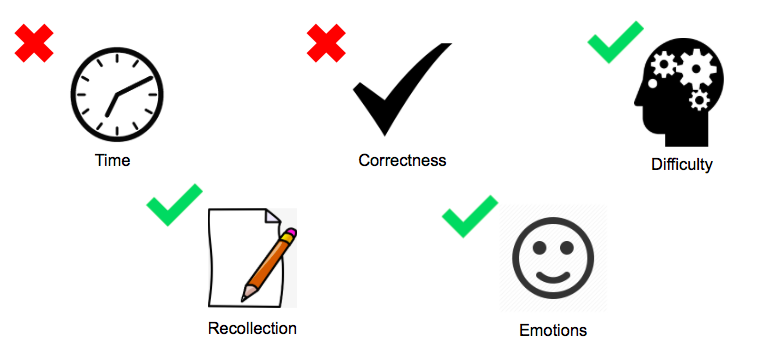 Time
Correctness
Difficulty
Recollection
Emotions